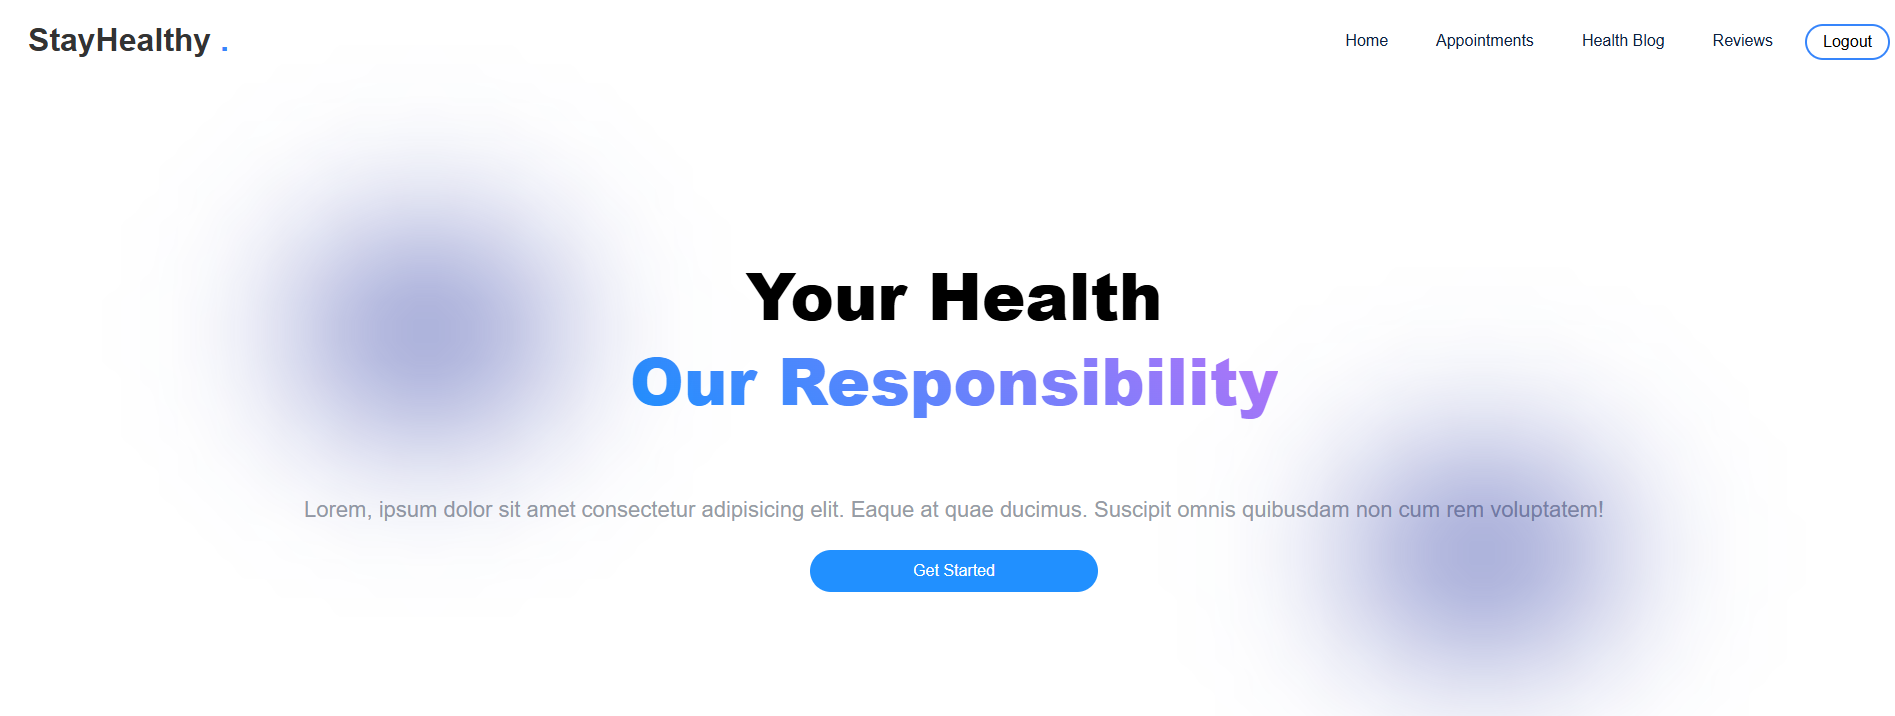 StayHealthy .
Home
Appointments
Health Blog
Reviews
Logout
Your Health
Our Responsibility
Lorem, ipsum dolor sit amet consectetur adipisicing elit. Eaque at quae ducimus. Suscipit omnis quibusdam non cum rem voluptatem!
Get Started